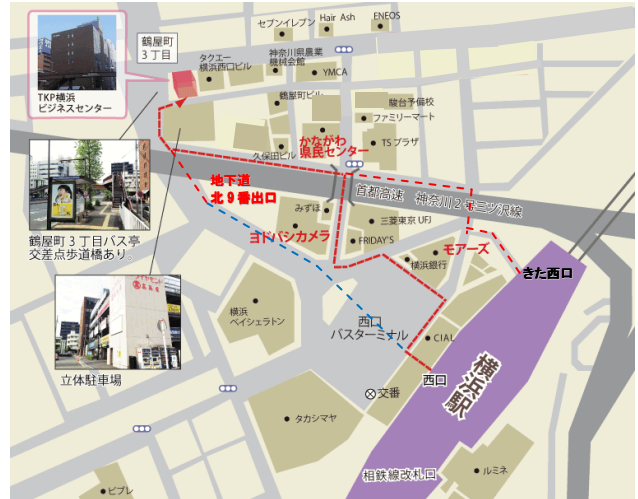 セブンイレブン
Hair Ash
ENEOS
鶴屋町
3丁目
タクエー
横浜西口ビル
神奈川県農業
機械会館
YMCA
TKP横浜
ビジネスセンター
鶴屋町ビル
駿台予備校
ファミリーマート
かながわ
県民センター
TSプラザ
久保田ビル
地下道
北9番出口
首都高速 神奈川2号三ツ沢線
みずほ
三菱東京UFJ
ヨドバシカメラ
FRIDAY'S
モアーズ
横浜銀行
きた西口
鶴屋町3丁目バス亭
交差点歩道橋あり。
横浜
ベイシェラトン
西口
バスターミナル
CIAL
横浜駅
西口
立体駐車場
交番
タカシマヤ
相鉄線改札口
ルミネ
ビブレ